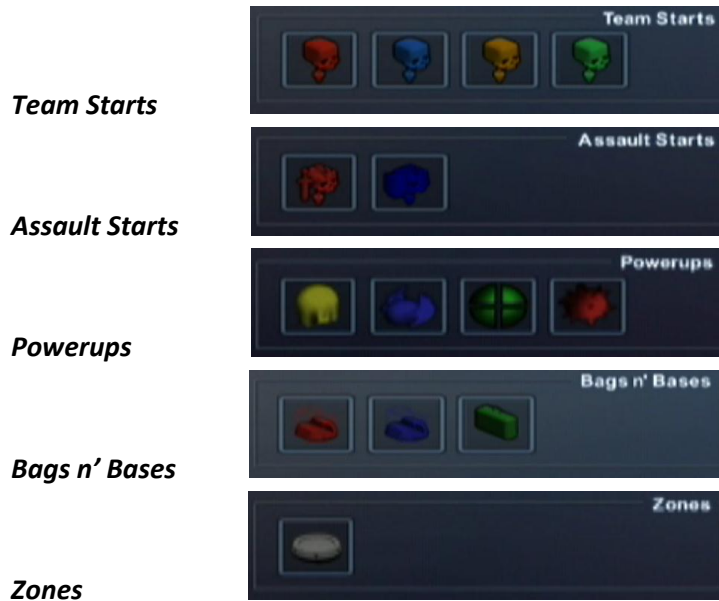 Team Starts
Team Starts
Assault Starts
Assault Starts
Powerups
Powerups
Bags n' Bases
Bags n’ Bases
Zones
Zones